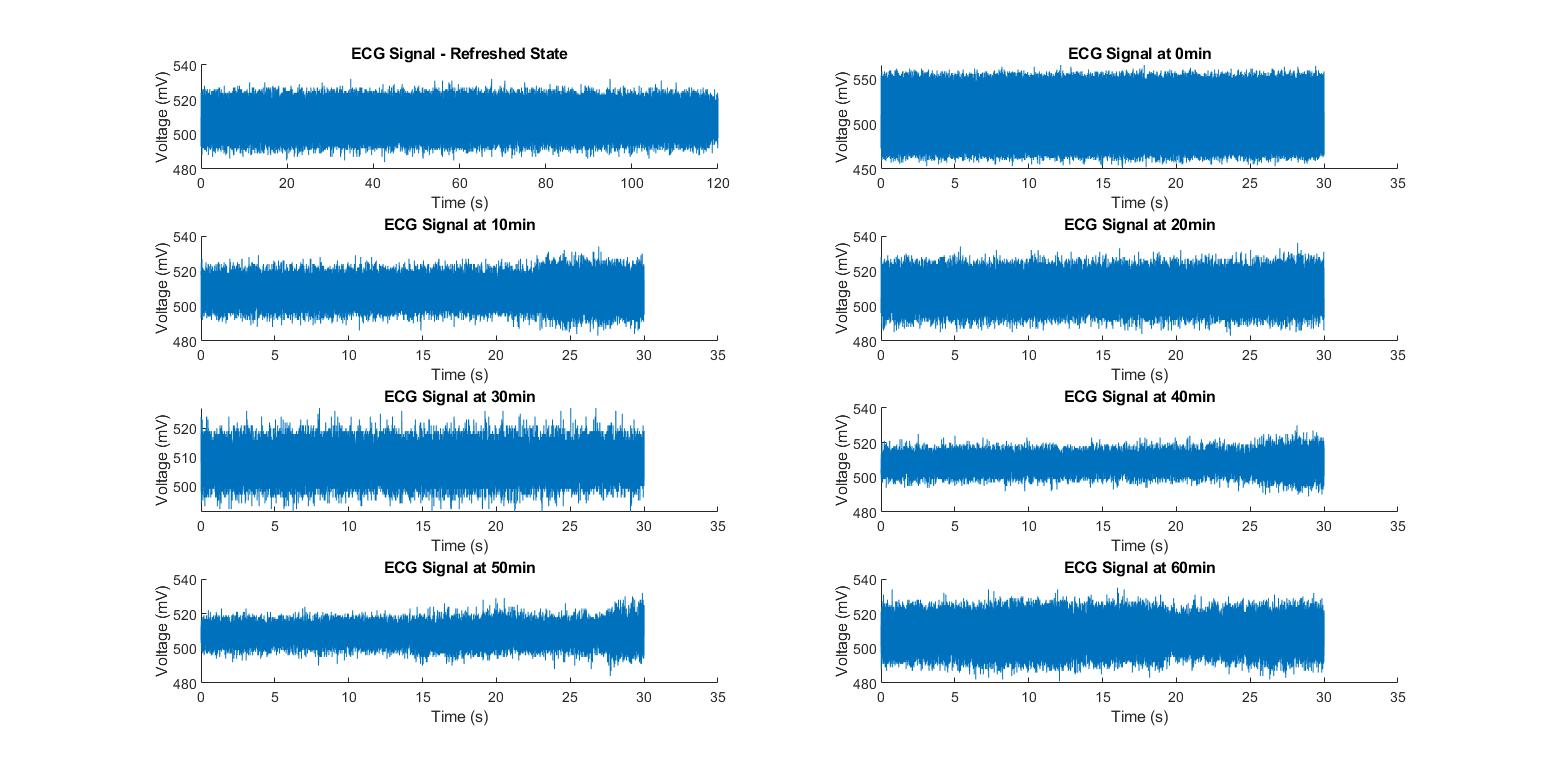 ECG Signal - Refreshed State
Voltage (mV)
540
520
500
480
0 20 40 60 80 100 120
Time (s)
ECG Signal at 0min
Voltage (mV)
550
500
450
0 5 10 15 20 25 30 35
Time (s)
ECG Signal at 10min
Voltage (mV)
540
520
500
480
0 5 10 15 20 25 30 35
Time (s)
ECG Signal at 20min
Voltage (mV)
540
520
500
480
0 5 10 15 20 25 30 35
Time (s)
ECG Signal at 30min
Voltage (mV)
520
510
500
0 5 10 15 20 25 30 35
Time (s)
ECG Signal at 40min
Voltage (mV)
540
520
500
480
0 5 10 15 20 25 30 35
Time (s)
ECG Signal at 50min
Voltage (mV)
540
520
500
480
0 5 10 15 20 25 30 35
Time (s)
ECG Signal at 60min
Voltage (mV)
540
520
500
480
0 5 10 15 20 25 30 35
Time (s)